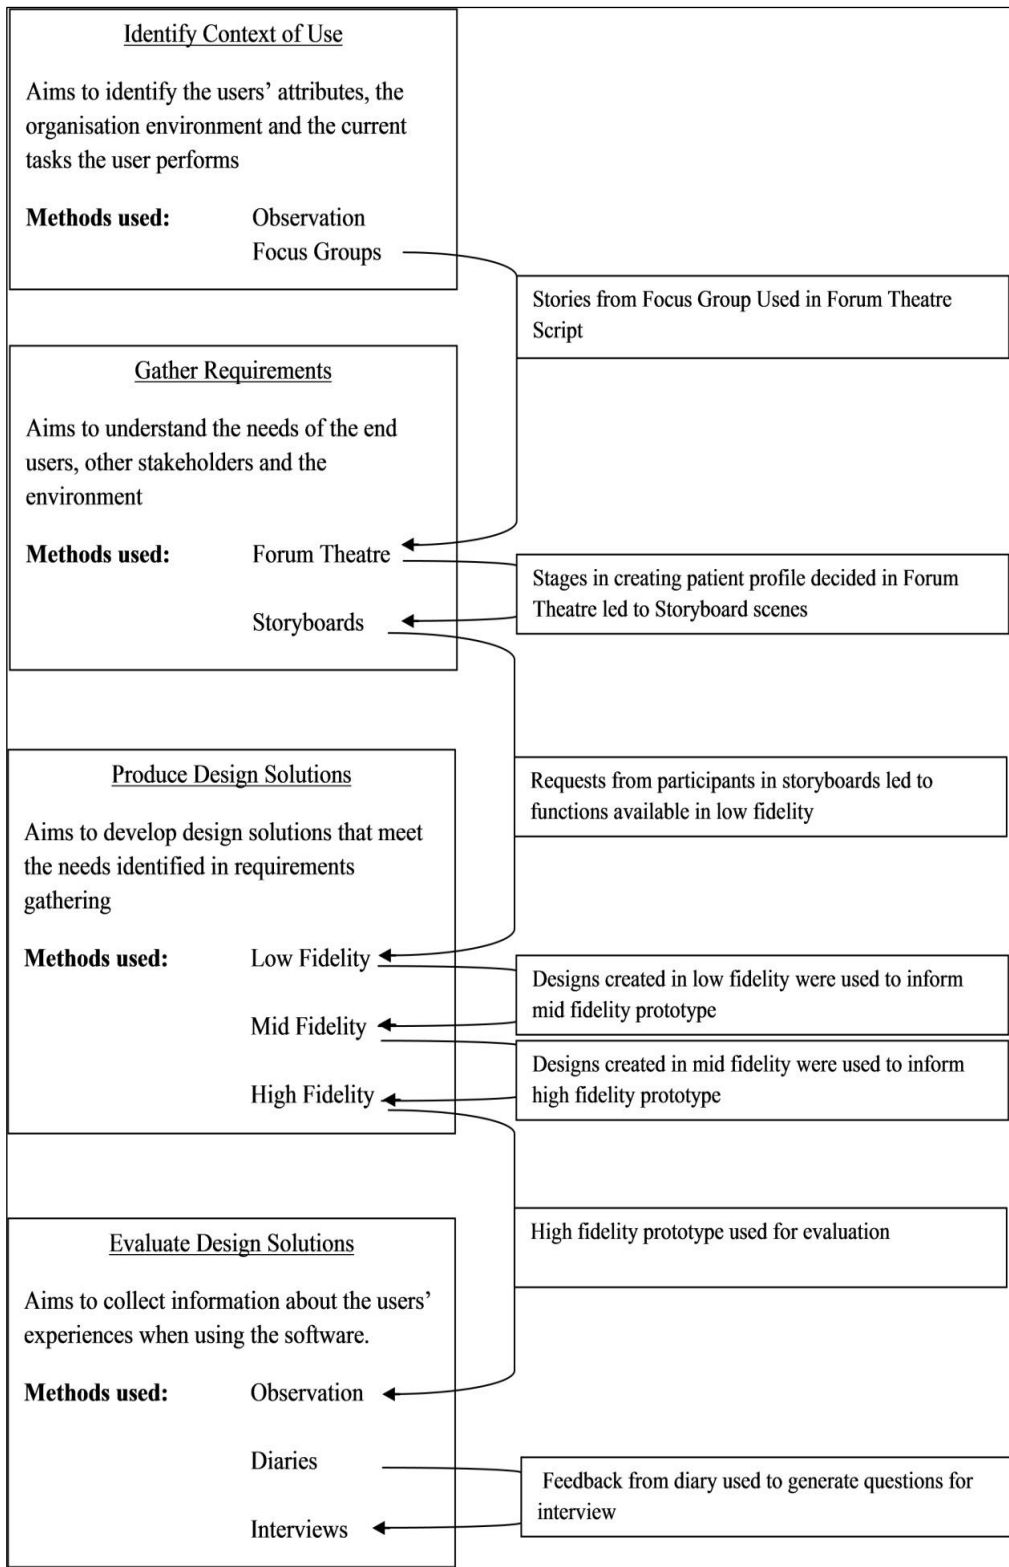 Identify Context of Use
Aims to identify the users’ attributes, the
organisation environment and the current
tasks the user performs
Methods used: Observation
Focus Groups
Stories from Focus Group Used in Forum Theatre
Script
Gather Requirements
Aims to understand the needs of the end
users, other stakeholders and the
environment
Methods used: Forum Theatre
Stages in creating patient profile decided in Forum
Theatre led to Storyboard scenes
Storyboards
Produce Design Solutions
Requests from participants in storyboards led to
functions available in low fidelity
Aims to develop design solutions that meet
the needs identified in requirements
gathering
Methods used: Low Fidelity
Designs created in low fidelity were used to inform
mid fidelity prototype
Mid Fidelity
Designs created in mid fidelity were used to inform
high fidelity prototype
High Fidelity
High fidelity prototype used for evaluation
Evaluate Design Solutions
Aims to collect information about the users’
experiences when using the software.
Methods used: Observation
Diaries
Feedback from diary used to generate questions for
interview
Interviews